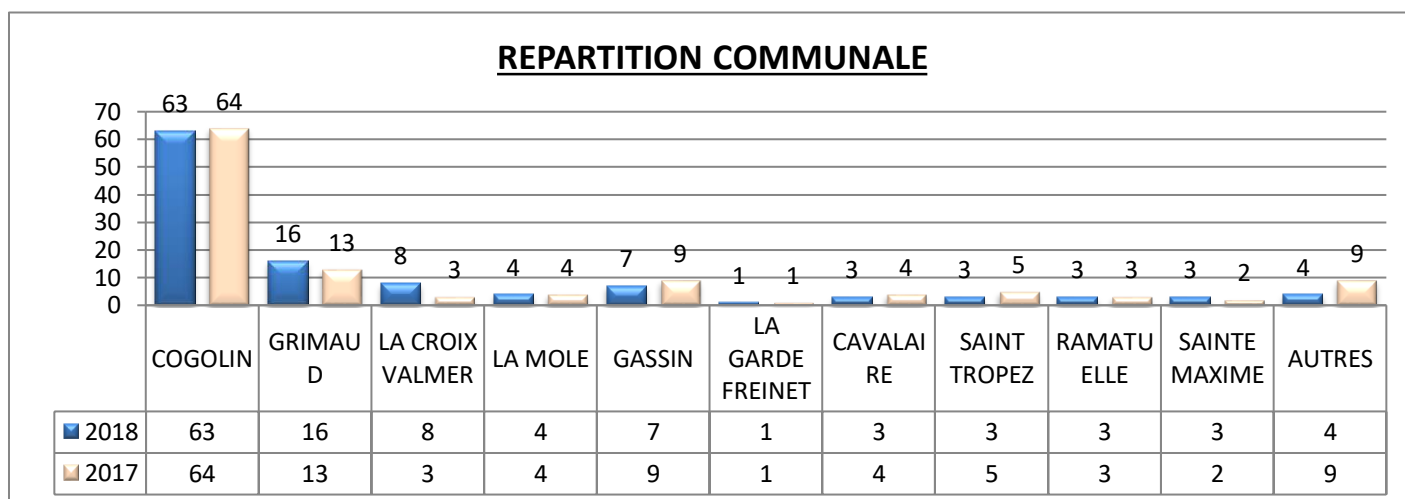 REPARTITION COMMUNALE
63 64
16 13
8 3
4 4
7 9
1 1
3 4
3 5
3 3
3 2
4 9
70
60
50
40
30
20
10
0
COGOLIN
GRIMAU
D
LA CROIX
VALMER
LA MOLE
GASSIN
LA
GARDE
FREINET
CAVALAI
RE
SAINT
TROPEZ
RAMATU
ELLE
SAINTE
MAXIME
AUTRES
2018 63 16 8 4 7 1 3 3 3 3 4
2017 64 13 3 4 9 1 4 5 3 2 9